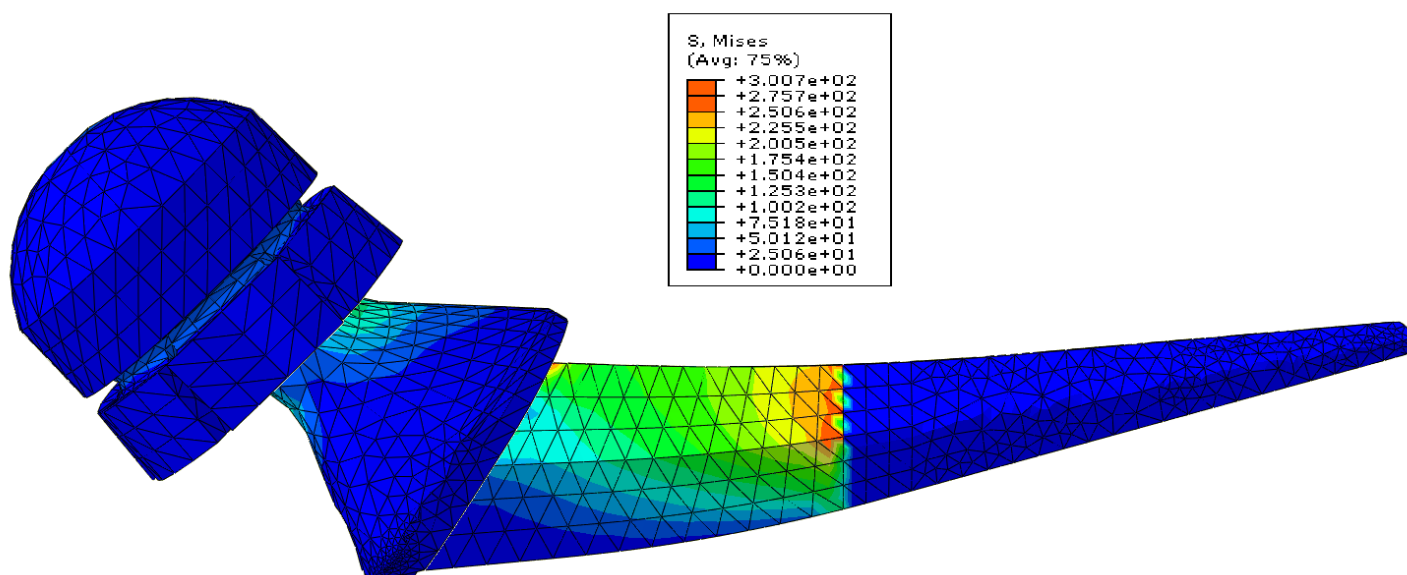 S, Mises
(Avg: 75%)
+3.007e+02
+2.757e+02
+2.506e+02
+2.255e+02
+2.005e+02
+1.754e+02
+1.504e+02
+1.253e+02
+1.002e+02
+7.518e+01
+5.012e+01
+2.506e+01
+0.000e+00